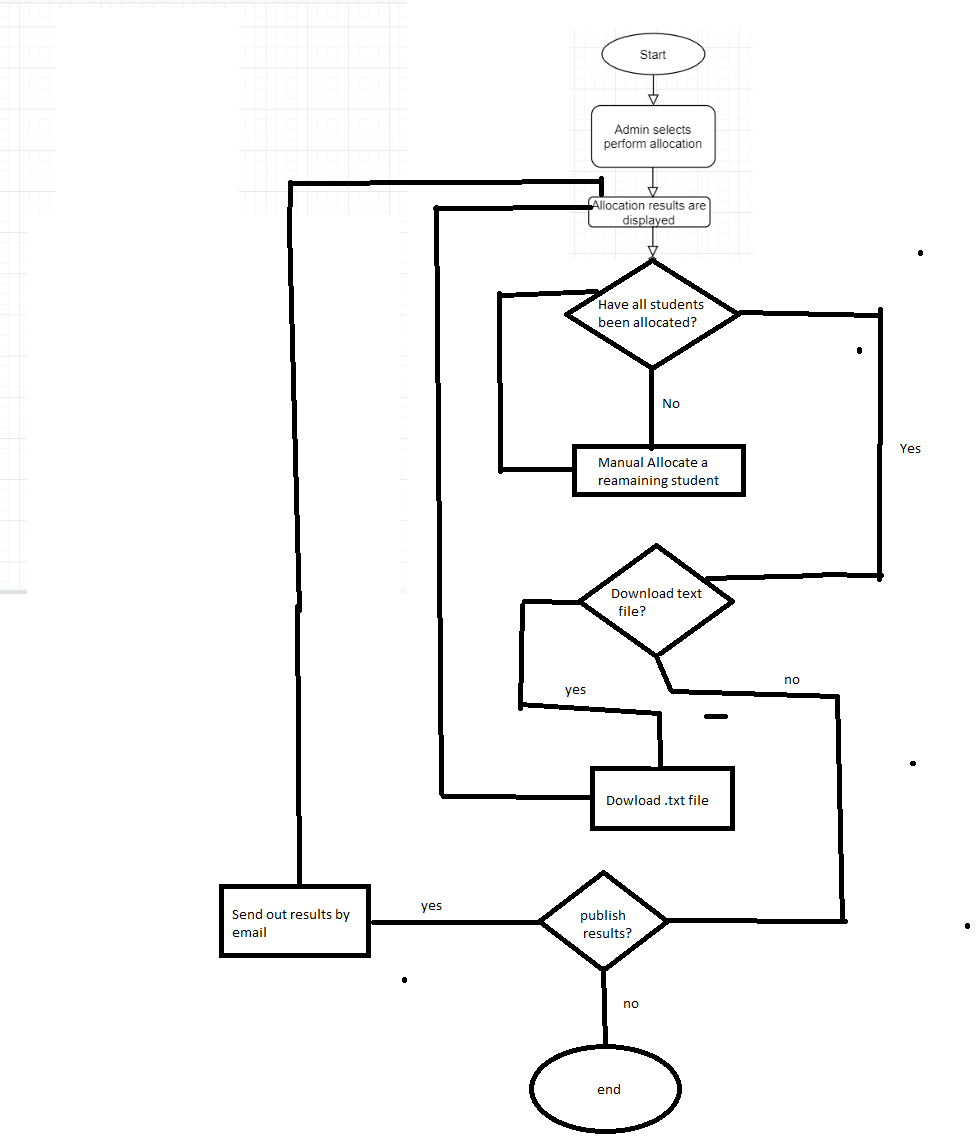 Start
Admin selects
perform allocation
Allocation results are
displayed
Have all students
been allocated?
No
Yes
Manual Allocate a
reamaining student
Download text
file?
no
yes
Dowload .txt file
yes
publish
results?
Send out results by
email
no
end